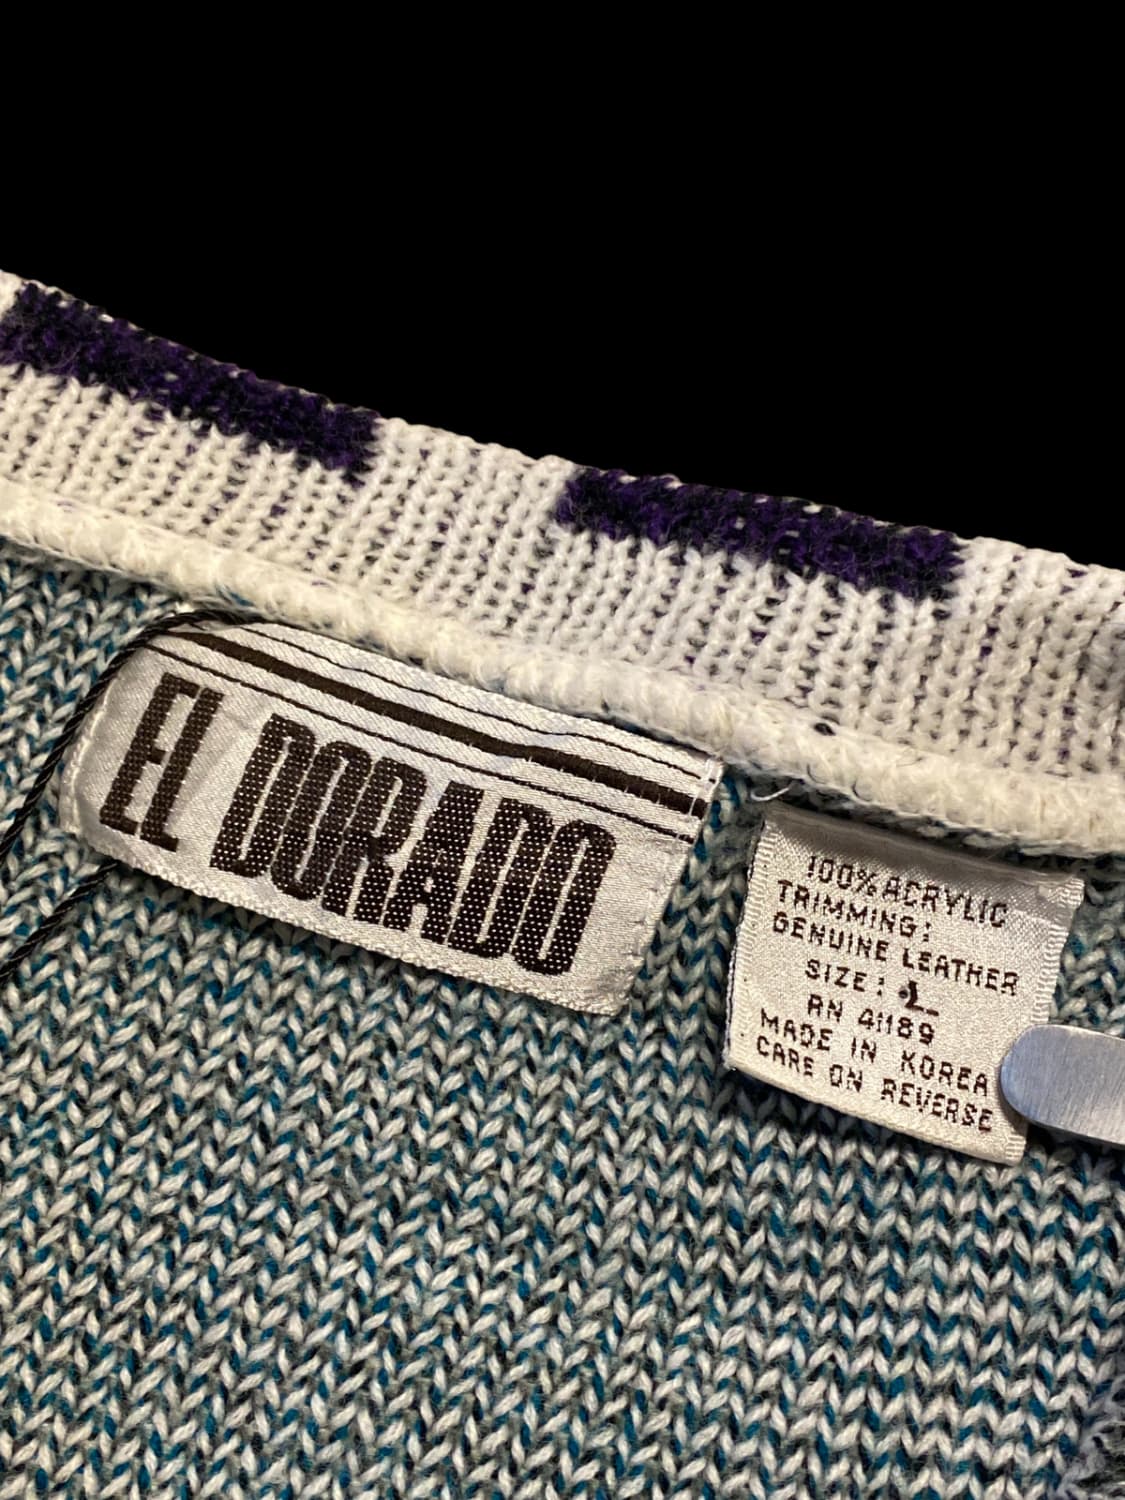 EL DORADO
100% ACRYLIC
TRIMMING:
GENUINE LEATHER
SIZE: L
RN 41189
MADE IN KOREA
CARE ON REVERSE